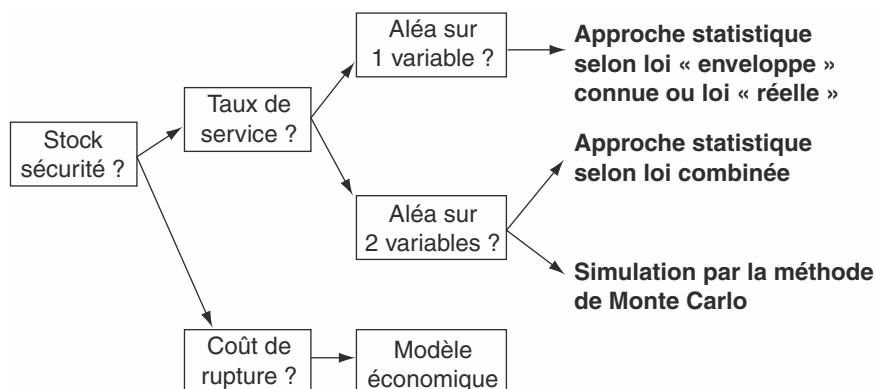 Aléa sur
1 variable ?
Approche statistique
selon loi « enveloppe »
connue ou loi « réelle »
Taux de
service ?
Stock
sécurité ?
Approche statistique
selon loi combinée
Aléa sur
2 variables ?
Simulation par la méthode
de Monte Carlo
Coût de
rupture ?
Modèle
économique